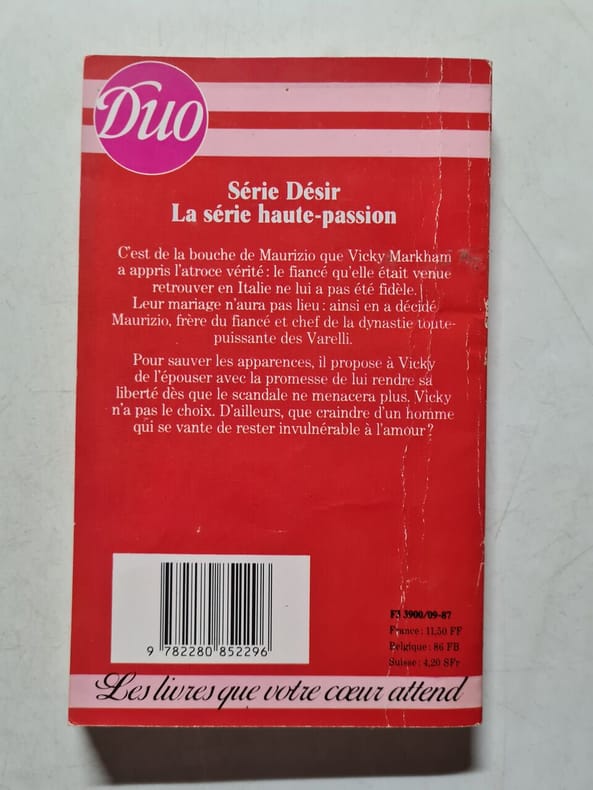 Duo
Série Désir
La série haute-passion
C'est de la bouche de Maurizio que Vicky Markham
a appris l'atroce vérité : le fiancé qu'elle était venue
retrouver en Italie ne lui a pas été fidèle.
Leur mariage n'aura pas lieu : ainsi en a décidé
Maurizio, frère du fiancé et chef de la dynastie toute-
puissante des Varelli.
Pour sauver les apparences, il propose à Vicky
de l'épouser avec la promesse de lui rendre sa
liberté dès que le scandale ne menacera plus. Vicky
n'a pas le choix. D'ailleurs, que craindre d'un homme
qui se vante de rester invulnérable à l'amour ?
9 782280 852296
3900/09-87
France : 11,50 FF
Belgique : 86 FB
Suisse : 4,20 SFr
Les livres que votre cœur attend